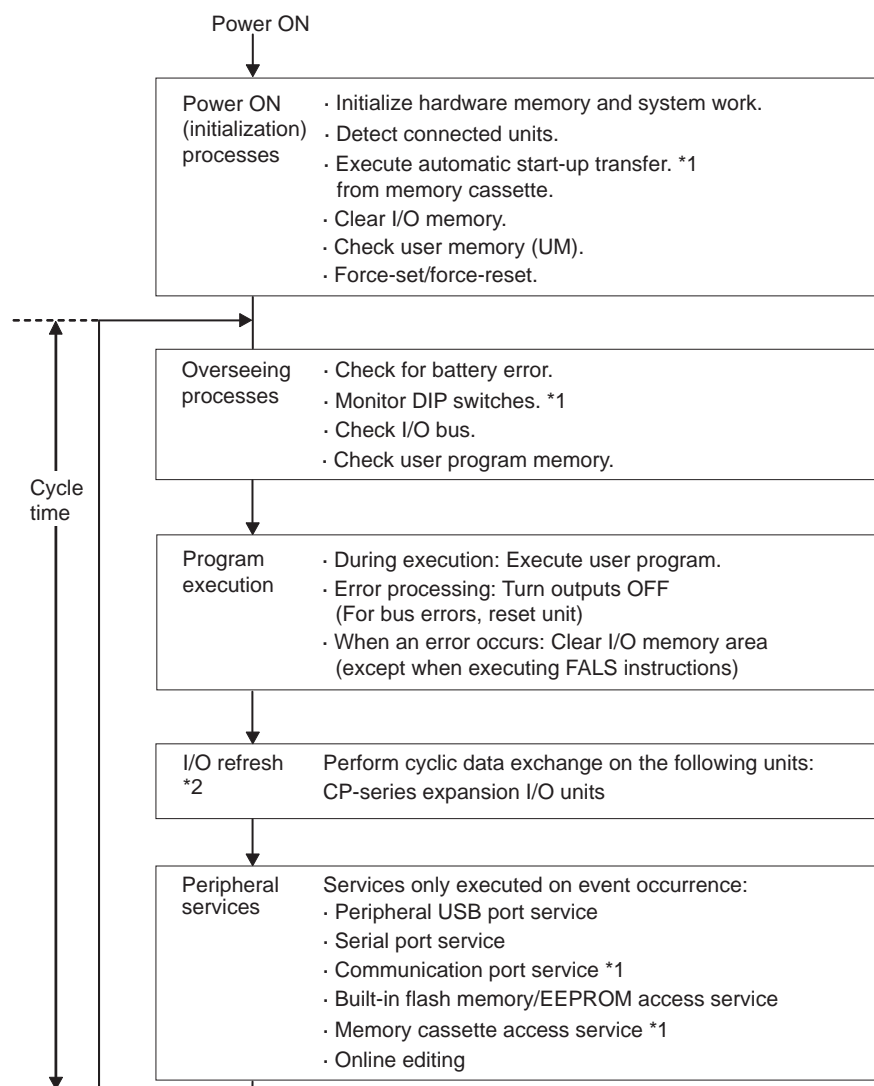 Power ON
Power ON
(initialization)
processes
· Initialize hardware memory and system work.
· Detect connected units.
· Execute automatic start-up transfer. *1
from memory cassette.
· Clear I/O memory.
· Check user memory (UM).
· Force-set/force-reset.
Cycle
time
Overseeing
processes
· Check for battery error.
· Monitor DIP switches. *1
· Check I/O bus.
· Check user program memory.
Program
execution
· During execution: Execute user program.
· Error processing: Turn outputs OFF
(For bus errors, reset unit)
· When an error occurs: Clear I/O memory area
(except when executing FALS instructions)
I/O refresh
*2
Perform cyclic data exchange on the following units:
CP-series expansion I/O units
Peripheral
services
Services only executed on event occurrence:
· Peripheral USB port service
· Serial port service
· Communication port service *1
· Built-in flash memory/EEPROM access service
· Memory cassette access service *1
· Online editing